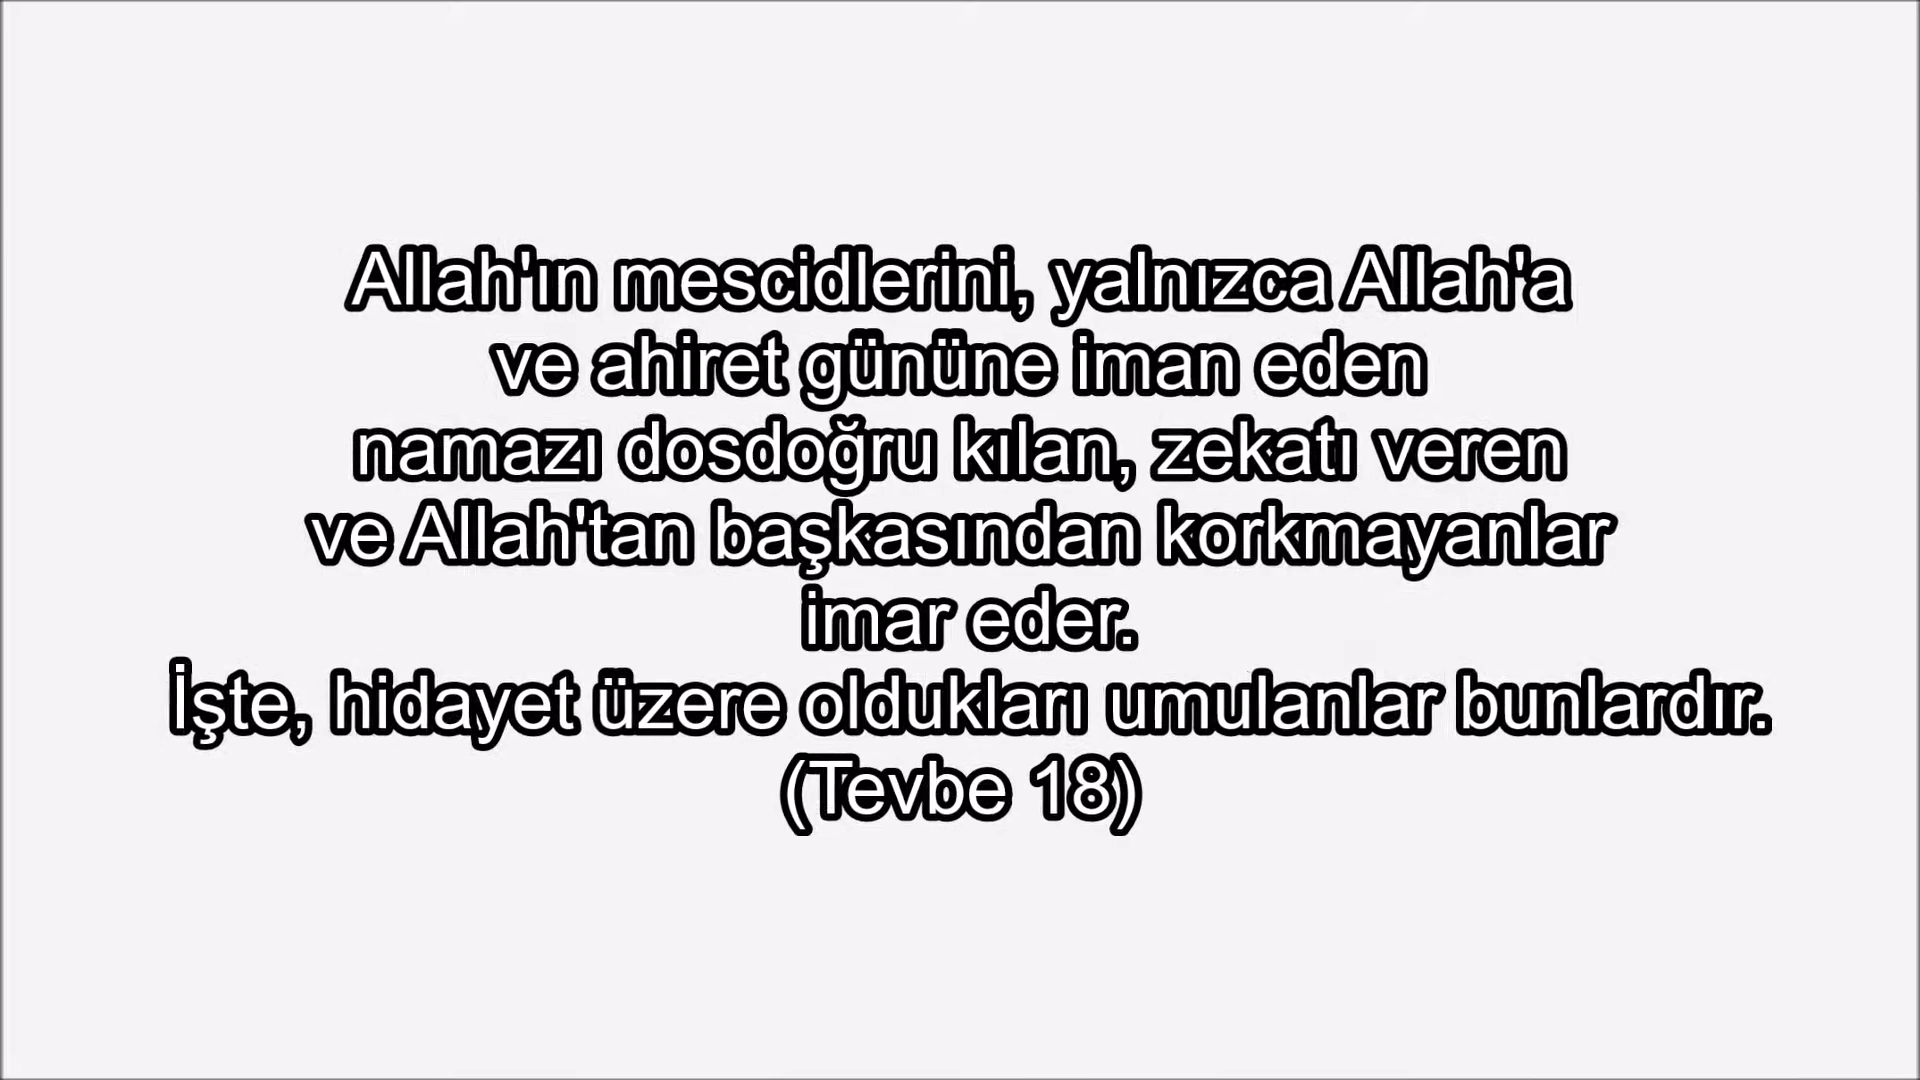 Allah'ın mescidlerini, yalnızca Allah'a
ve ahiret gününe iman eden
namazı dosdoğru kılan, zekatı veren
ve Allah'tan başkasından korkmayanlar
imar eder.
İşte, hidayet üzere oldukları umulanlar bunlardır.
(Tevbe 18)